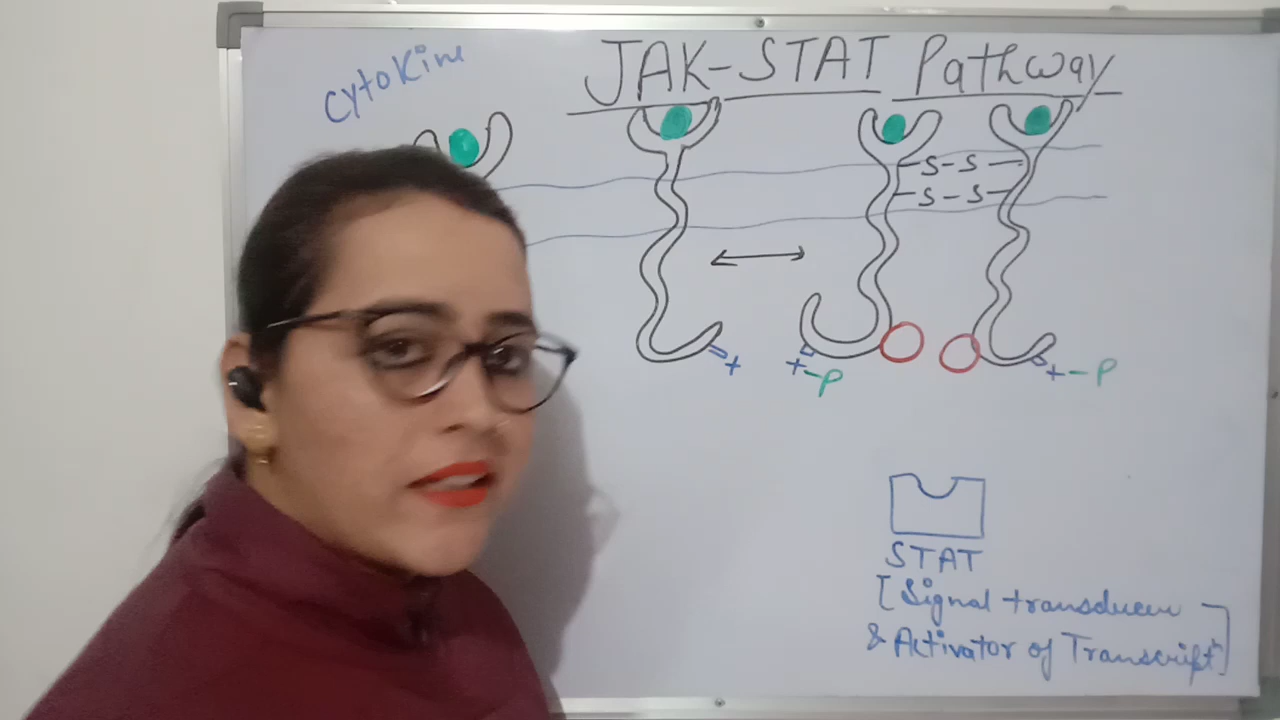 cytoKine
JAK-STAT Pathway
S-S
S-S
+
+-P
+-P
STAT
[Signal transducer
& Activator of Transcript]